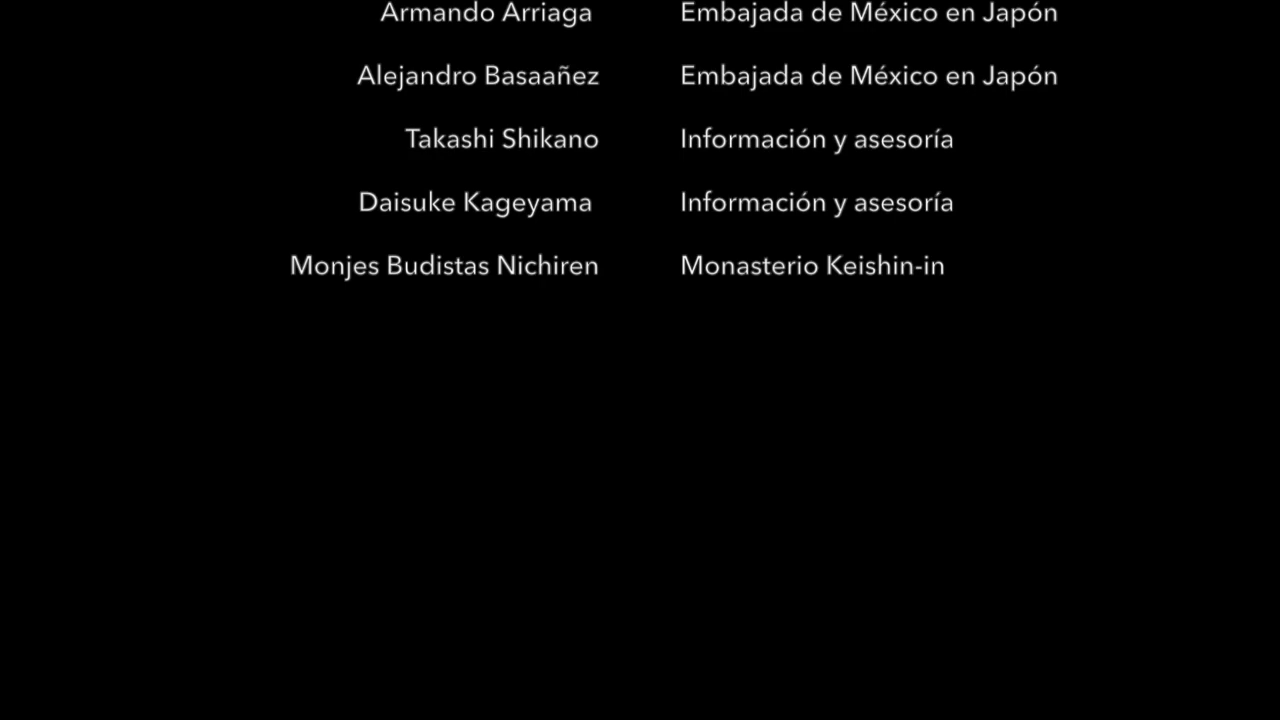 Armando Arriaga Embajada de México en Japón
Alejandro Basaañez Embajada de México en Japón
Takashi Shikano Información y asesoría
Daisuke Kageyama Información y asesoría
Monjes Budistas Nichiren Monasterio Keishin-in